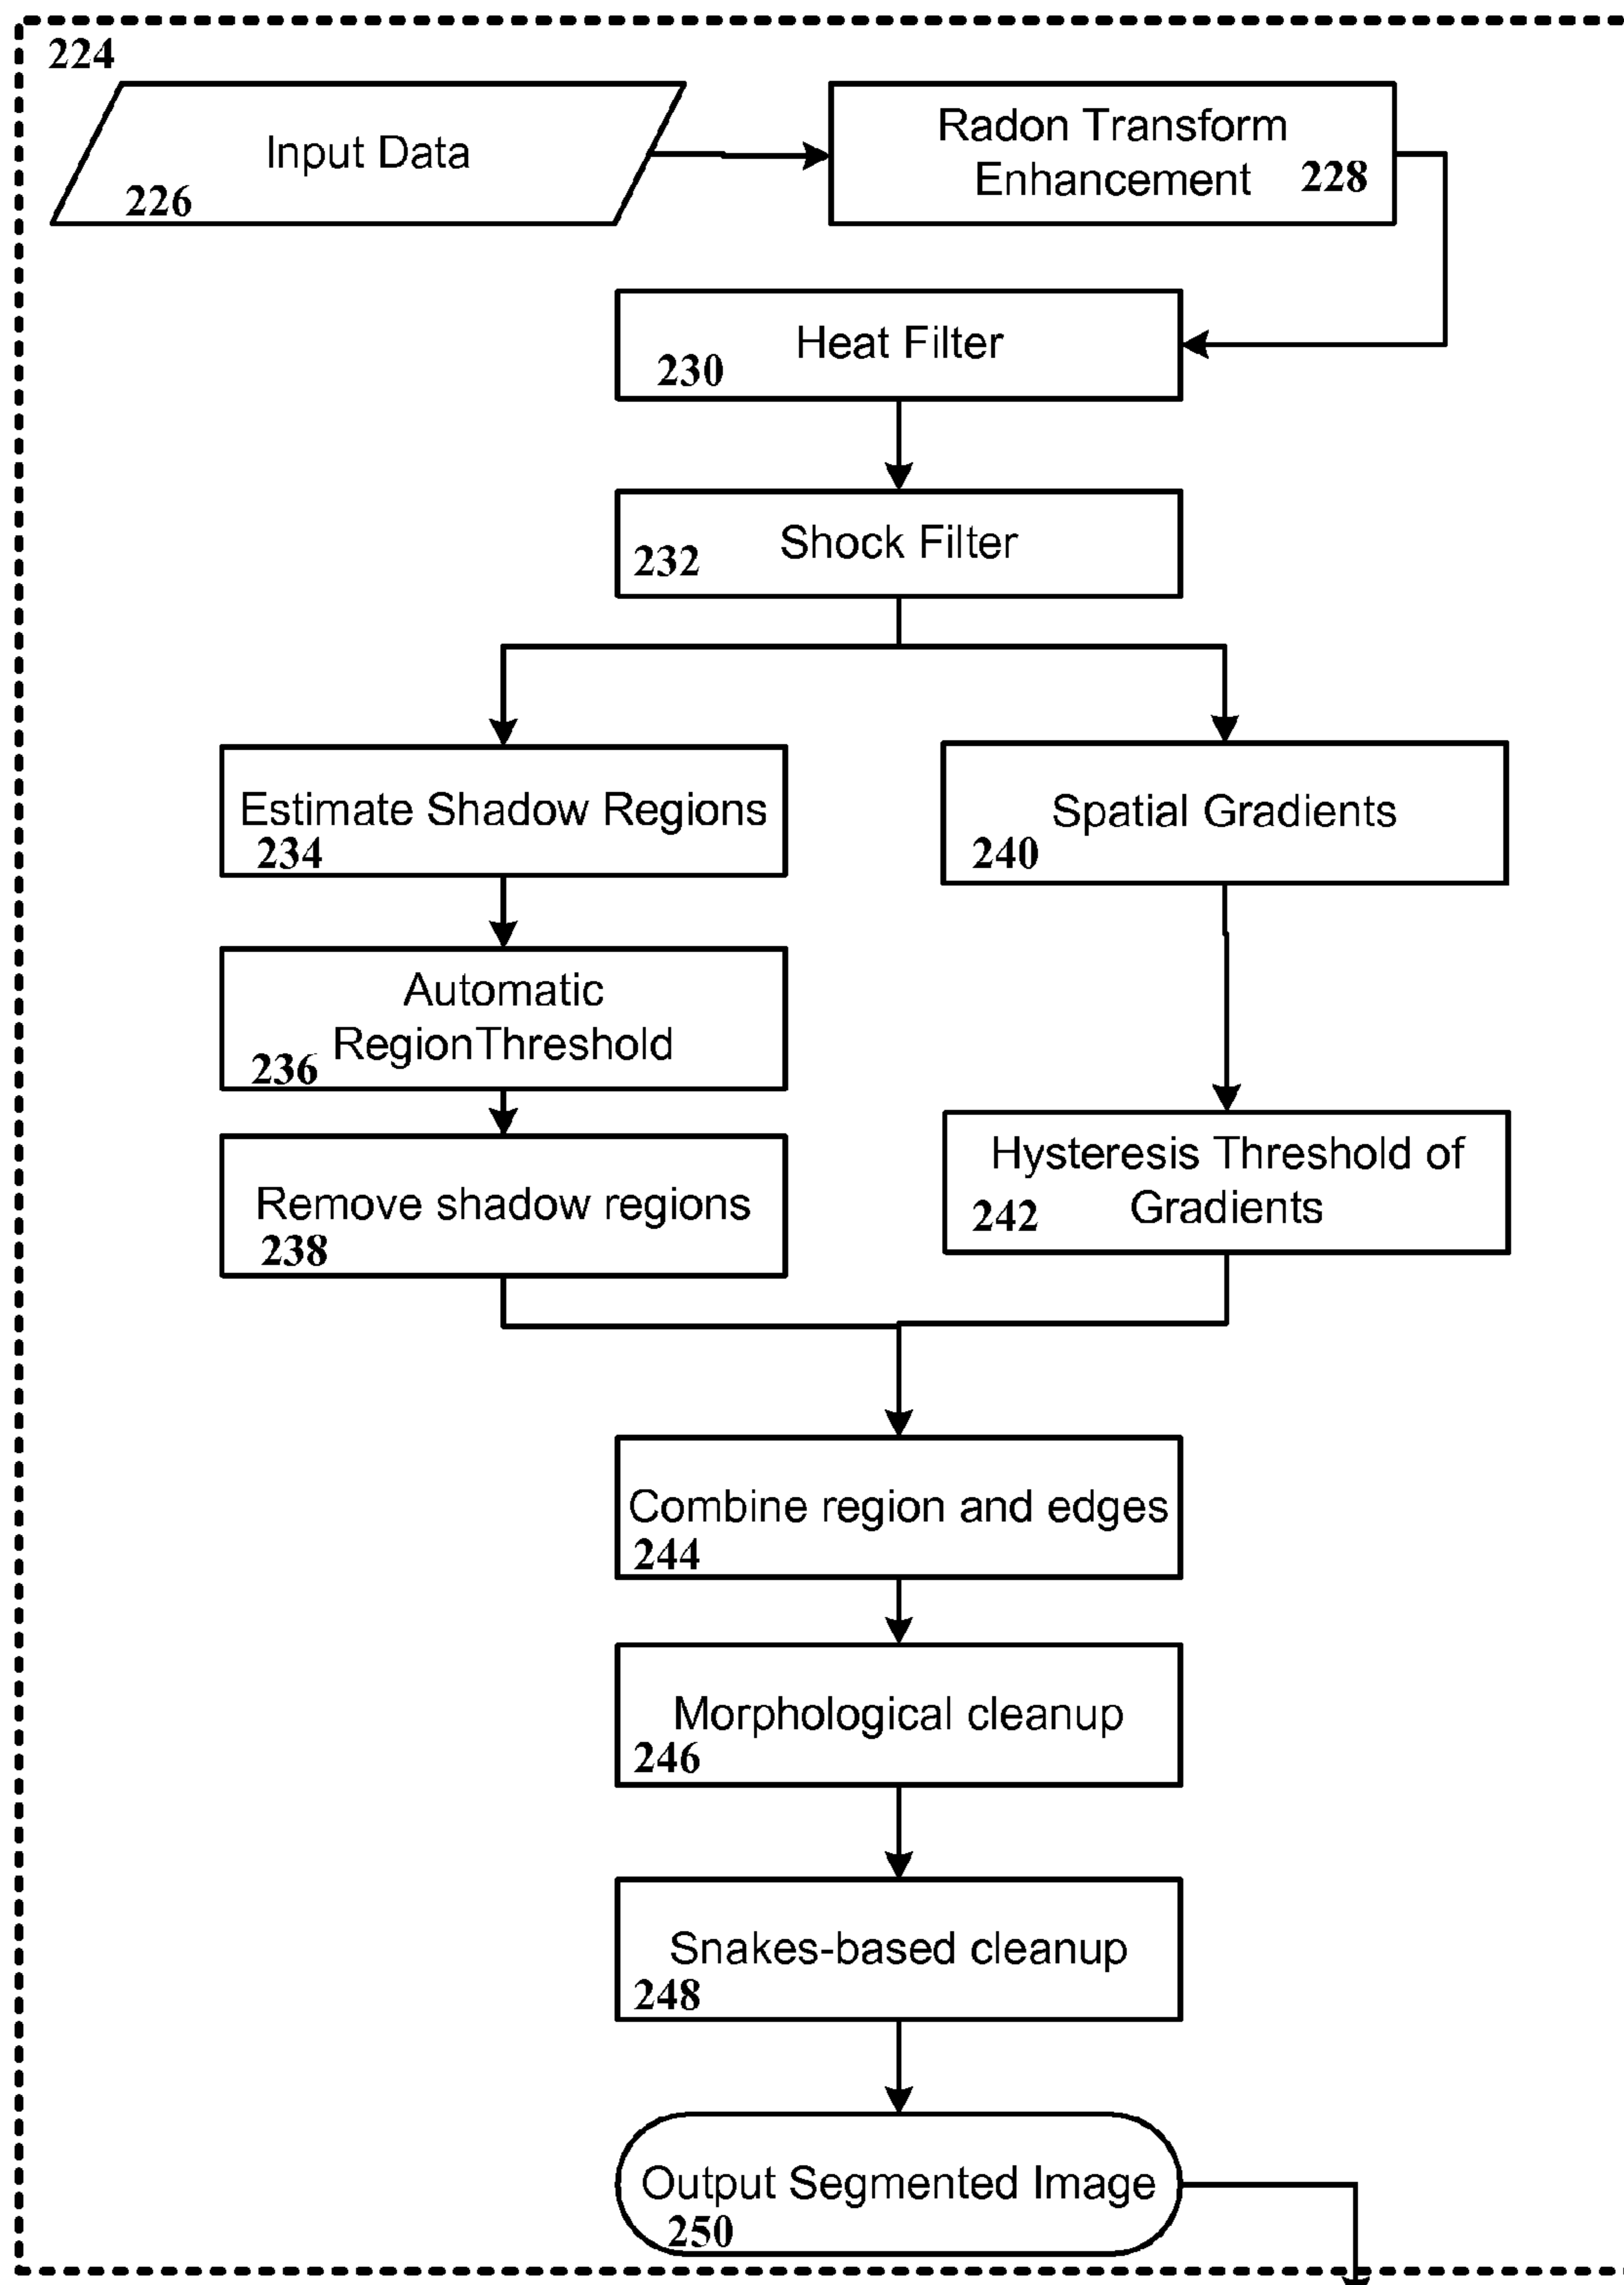 224
Input Data
226
Radon Transform
Enhancement 228
Heat Filter
230
Shock Filter
232
Estimate Shadow Regions
234
Spatial Gradients
240
Automatic
RegionThreshold
236
Hysteresis Threshold of
Gradients
242
Remove shadow regions
238
Combine region and edges
244
Morphological cleanup
246
Snakes-based cleanup
248
Output Segmented Image
250